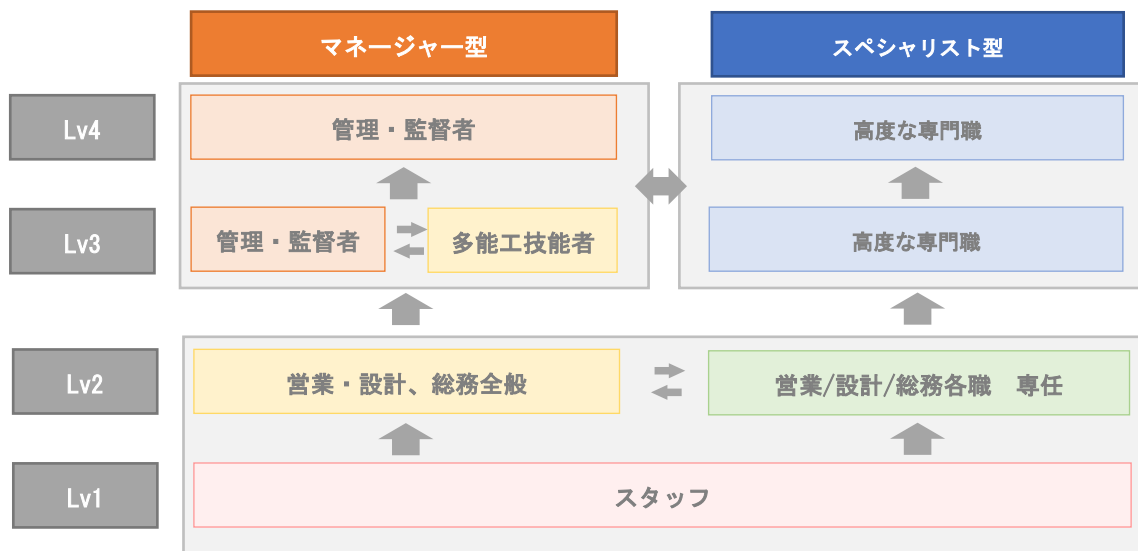 マネージャー型
スペシャリスト型
Lv4
管理・監督者
高度な専門職
Lv3
管理・監督者
多能工技能者
高度な専門職
Lv2
営業・設計、総務全般
営業/設計/総務各職　専任
Lv1
スタッフ